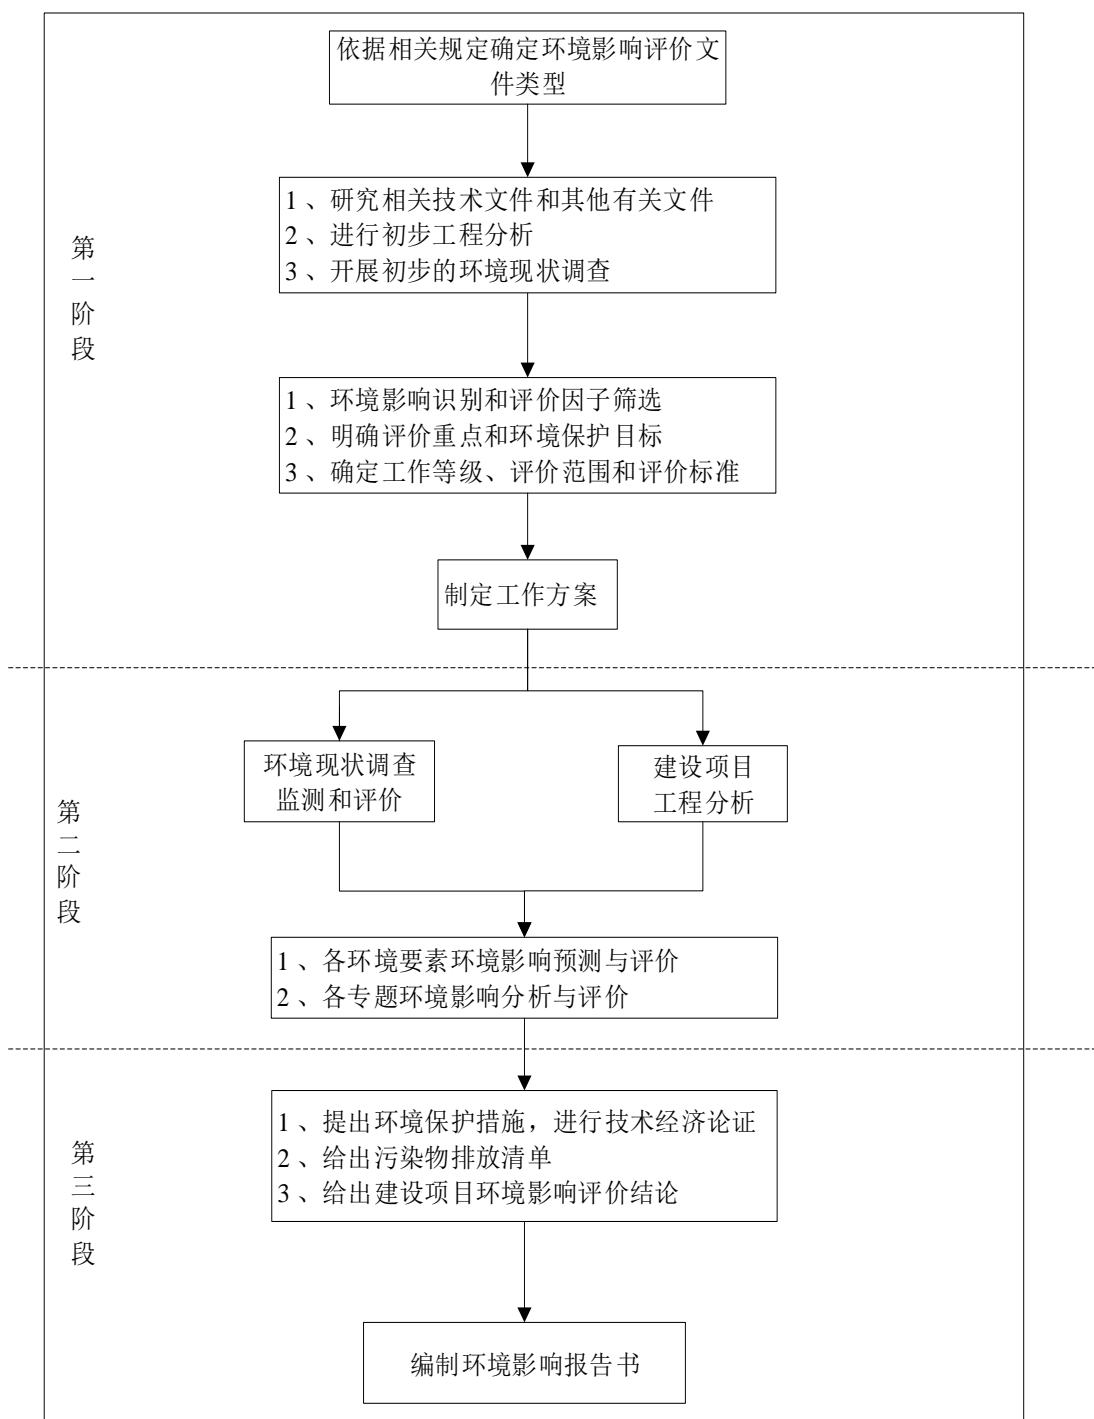 依据相关规定确定环境影响评价文
件类型
第一阶段
1、研究相关技术文件和其他有关文件
2、进行初步工程分析
3、开展初步的环境现状调查
1、环境影响识别和评价因子筛选
2、明确评价重点和环境保护目标
3、确定工作等级、评价范围和评价标准
制定工作方案
第二阶段
环境现状调查
监测和评价
建设项目
工程分析
1、各环境要素环境影响预测与评价
2、各专题环境影响分析与评价
第三阶段
1、提出环境保护措施，进行技术经济论证
2、给出污染物排放清单
3、给出建设项目环境影响评价结论
编制环境影响报告书